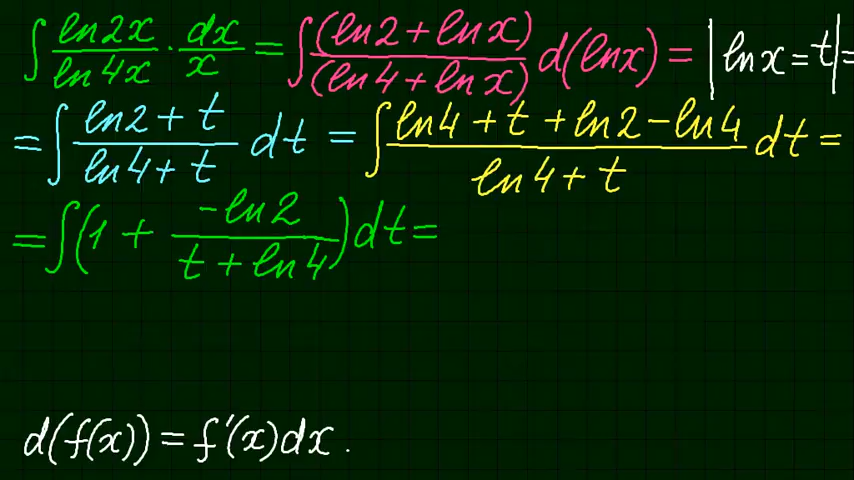 ∫ ln2x/ln4x · dx/x = ∫ (ln2 + lnx)/(ln4 + lnx) d(lnx) = |lnx = t| =
= ∫ (ln2 + t)/(ln4 + t) dt = ∫ (ln4 + t + ln2 − ln4)/(ln4 + t) dt =
= ∫ (1 + (−ln2)/(t + ln4)) dt =
d(f(x)) = f'(x)dx.